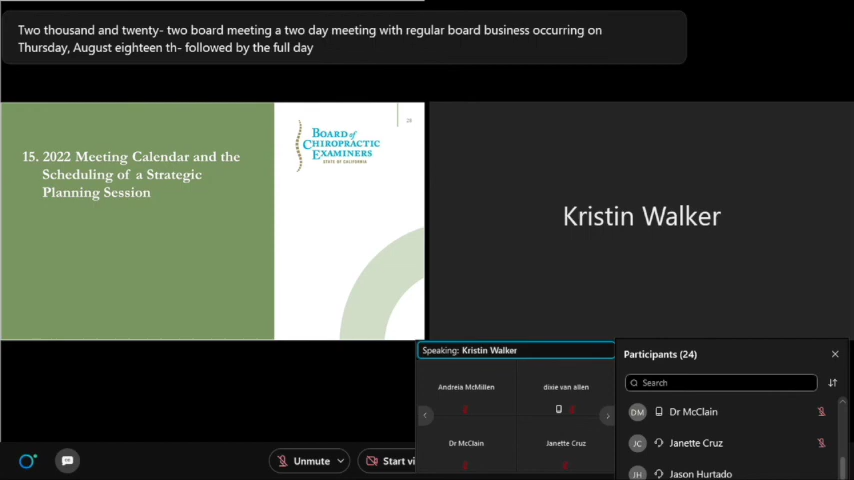 Two thousand and twenty- two board meeting a two day meeting with regular board business occurring on
Thursday, August eighteen th- followed by the full day
28
BOARD of
CHIROPRACTIC
EXAMINERS
STATE OF CALIFORNIA
15. 2022 Meeting Calendar and the
Scheduling of a Strategic
Planning Session
Kristin Walker
Speaking: Kristin Walker
Andreia McMillen
dixie van allen
Dr McClain
Janette Cruz
Participants (24)
Search
DM
Dr McClain
JC
Janette Cruz
JH
Jason Hurtado
Unmute
Start vi